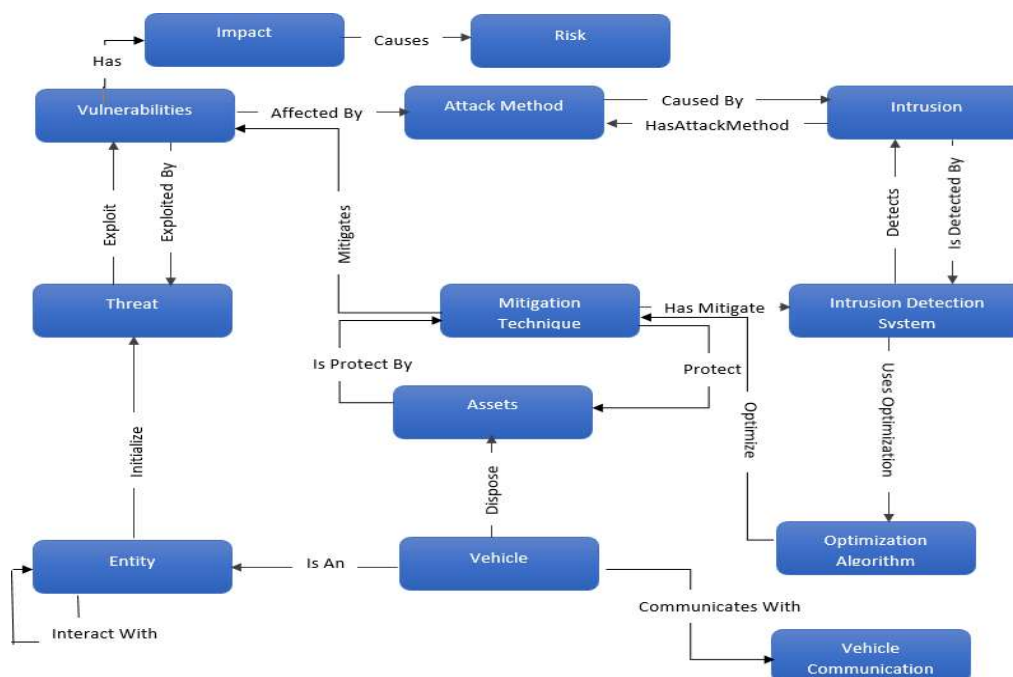 Impact
Causes
Risk
Has
Vulnerabilities
Affected By
Attack Method
Caused By
HasAttackMethod
Intrusion
Exploit
Exploited By
Mitigates
Detects
Is Detected By
Threat
Mitigation
Technique
Has Mitigate
Intrusion Detection
System
Is Protect By
Protect
Assets
Initialize
Dispose
Optimize
Uses Optimization
Entity
Is An
Vehicle
Optimization
Algorithm
Interact With
Communicates With
Vehicle
Communication